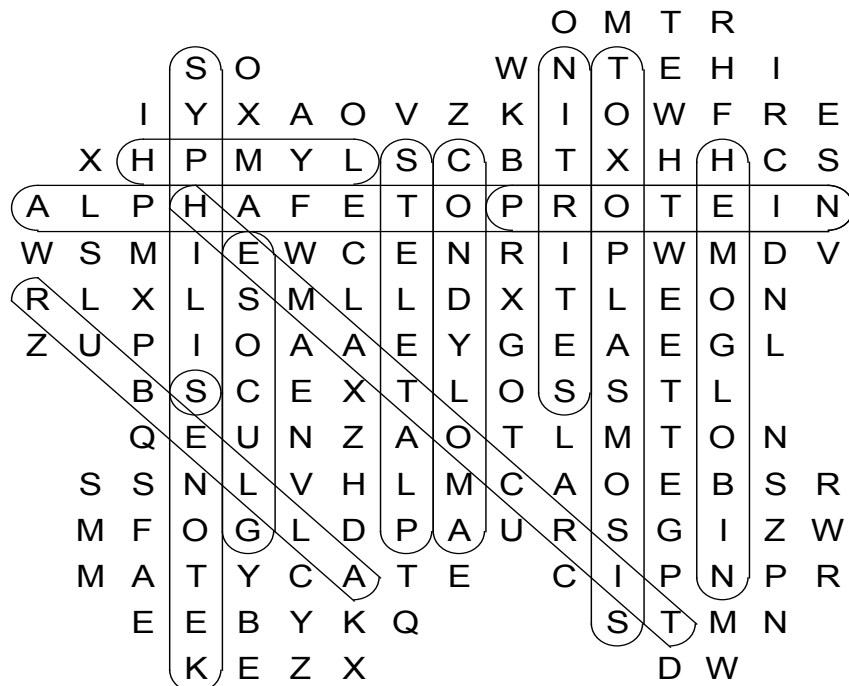 O M T R
S O W N T E H I
I Y X A O V Z K I O W F R E
X H P M Y L S C B T X H H C S
A L P H A F E T O P R O T E I N
W S M I E W C E N R I P W M D V
R L X L S M L L D X T L E O N
Z U P I O A A E Y G E A E G L
B S C E X T L O S S T L
Q E U N Z A O T L M T O N
S S N L V H L M C A O E B S R
M F O G L D P A U R S G I Z W
M A T Y C A T E C I P N P R
E E B Y K Q S T M N
K E Z X D W